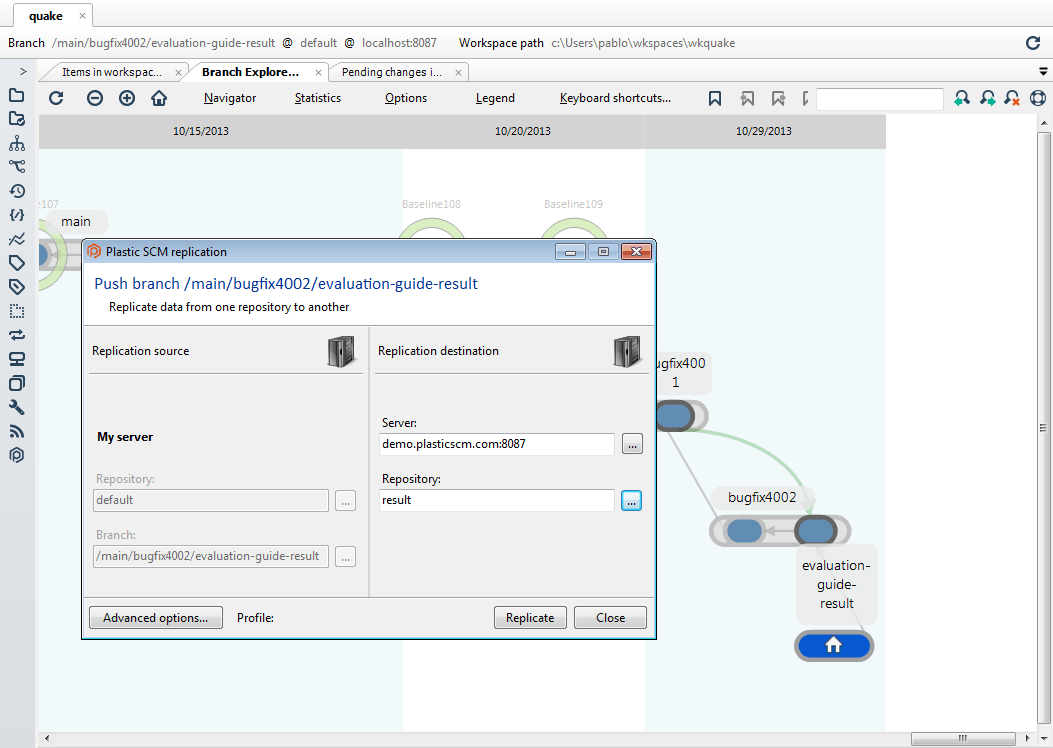 quake
Branch /main/bugfix4002/evaluation-guide-result @ default @ localhost:8087 Workspace path c:\Users\pablo\wkspaces\wkquake
Items in workspac... Branch Explore... Pending changes i...
Navigator Statistics Options Legend Keyboard shortcuts...
10/15/2013 10/20/2013 10/29/2013
e107 Baseline108 Baseline109
main
Plastic SCM replication
Push branch /main/bugfix4002/evaluation-guide-result
Replicate data from one repository to another
Replication source
Replication destination
My server
Repository:
default
...
Branch:
/main/bugfix4002/evaluation-guide-result
...
Server:
demo.plasticscm.com:8087
...
Repository:
result
...
Advanced options... Profile: Replicate Close
ugfix400
1
bugfix4002
evaluation-
guide-
result